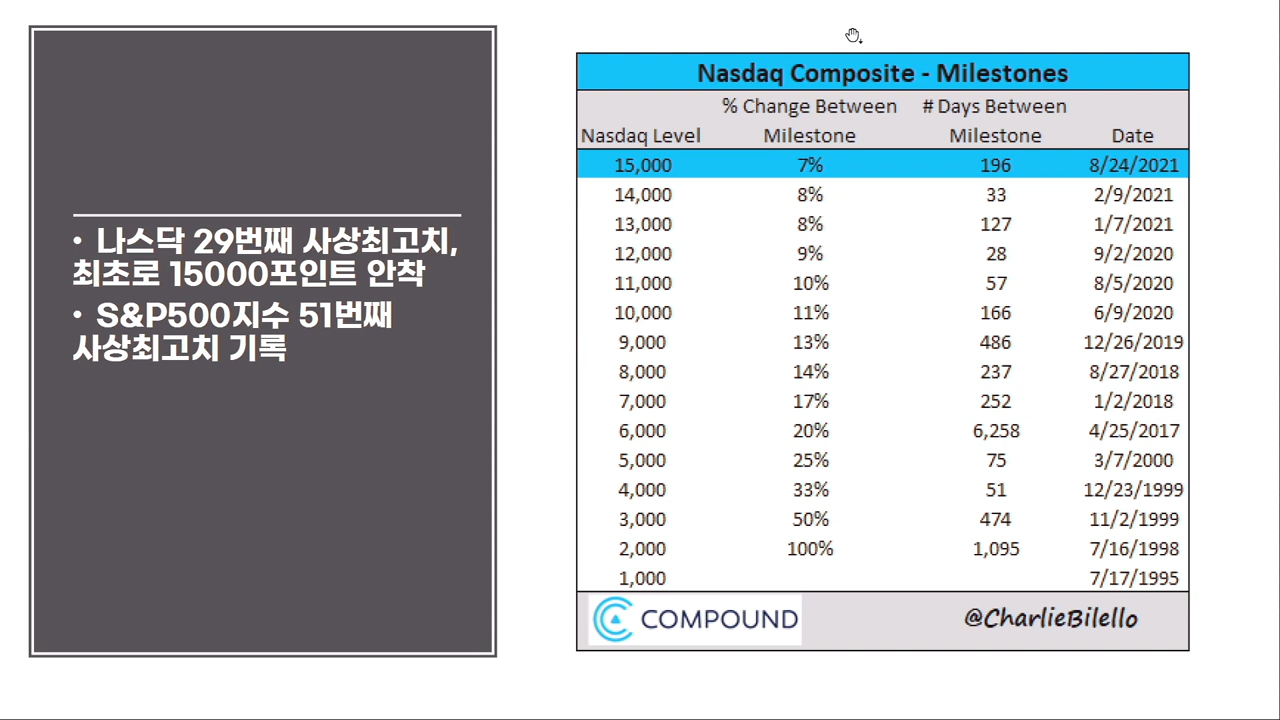 • 나스닥 29번째 사상최고치,
최초로 15000포인트 안착
• S&P500지수 51번째
사상최고치 기록
Nasdaq Composite - Milestones
% Change Between # Days Between
Nasdaq Level Milestone Milestone Date
15,000 7% 196 8/24/2021
14,000 8% 33 2/9/2021
13,000 8% 127 1/7/2021
12,000 9% 28 9/2/2020
11,000 10% 57 8/5/2020
10,000 11% 166 6/9/2020
9,000 13% 486 12/26/2019
8,000 14% 237 8/27/2018
7,000 17% 252 1/2/2018
6,000 20% 6,258 4/25/2017
5,000 25% 75 3/7/2000
4,000 33% 51 12/23/1999
3,000 50% 474 11/2/1999
2,000 100% 1,095 7/16/1998
1,000 7/17/1995
COMPOUND @CharlieBilello